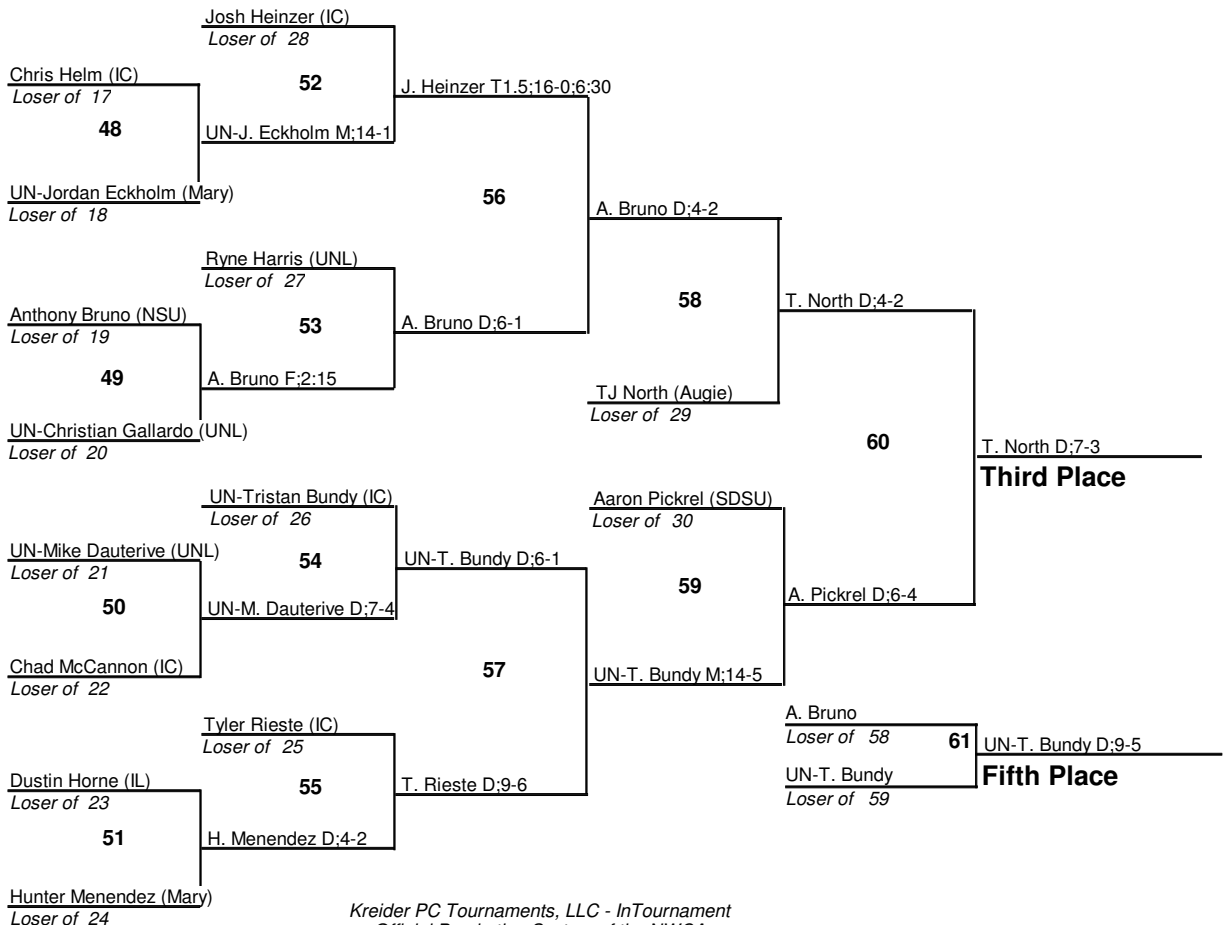 Josh Heinzer (IC)
Loser of 28
Chris Helm (IC)
Loser of 17
52
J. Heinzer T1.5;16-0;6:30
48
UN-J. Eckholm M;14-1
UN-Jordan Eckholm (Mary)
Loser of 18
56
A. Bruno D;4-2
Ryne Harris (UNL)
Loser of 27
58
T. North D;4-2
Anthony Bruno (NSU)
Loser of 19
53
A. Bruno D;6-1
49
A. Bruno F;2:15
TJ North (Augie)
Loser of 29
UN-Christian Gallardo (UNL)
Loser of 20
60
T. North D;7-3
Third Place
UN-Tristan Bundy (IC)
Loser of 26
Aaron Pickrel (SDSU)
Loser of 30
UN-Mike Dauterive (UNL)
Loser of 21
54
UN-T. Bundy D;6-1
59
50
UN-M. Dauterive D;7-4
A. Pickrel D;6-4
Chad McCannon (IC)
Loser of 22
57
UN-T. Bundy M;14-5
Tyler Rieste (IC)
Loser of 25
A. Bruno
Loser of 58
61
UN-T. Bundy D;9-5
Fifth Place
UN-T. Bundy
Loser of 59
Dustin Horne (IL)
Loser of 23
55
T. Rieste D;9-6
51
H. Menendez D;4-2
Hunter Menendez (Mary)
Loser of 24
Kreider PC Tournaments, LLC - InTournament